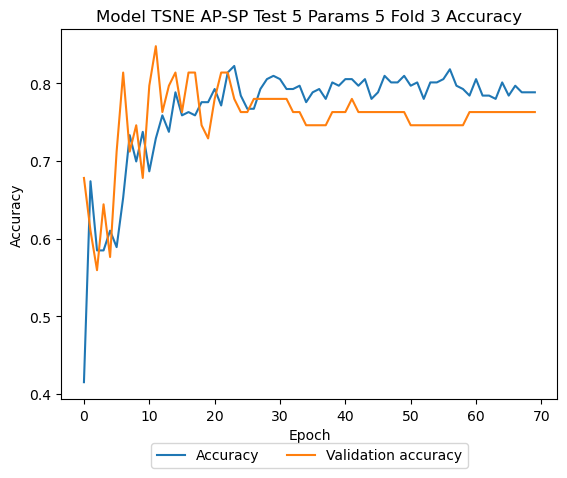 Model TSNE AP-SP Test 5 Params 5 Fold 3 Accuracy
Accuracy
0.8
0.7
0.6
0.5
0.4
0 10 20 30 40 50 60 70
Epoch
Accuracy Validation accuracy